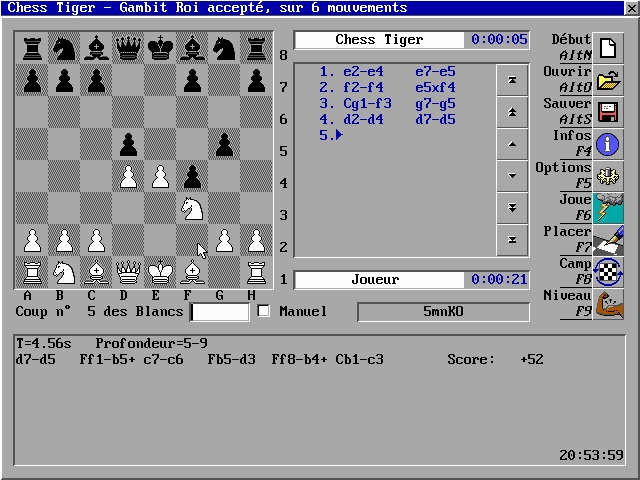 Chess Tiger – Gambit Roi accepté, sur 6 mouvements
8
7
6
5
4
3
2
1
A B C D E F G H
Coup n° 5 des Blancs
Manuel
Chess Tiger 0:00:05
1. e2-e4 e7-e5
2. f2-f4 e5xf4
3. Cg1-f3 g7-g5
4. d2-d4 d7-d5
5.
Joueur 0:00:21
5mnKO
Début
AltN
Ouvrir
AltO
Sauver
AltS
Infos
F4
Options
F5
Joue
F6
Placer
F7
Camp
F8
Niveau
F9
T=4.56s Profondeur=5-9
d7-d5 Ff1-b5+ c7-c6 Fb5-d3 Ff8-b4+ Cb1-c3 Score: +52
20:53:59